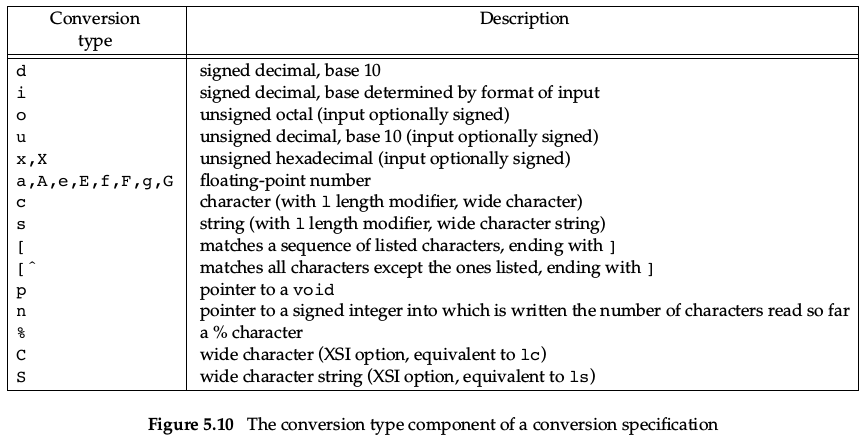 Conversion Description
type
d signed decimal, base 10
i signed decimal, base determined by format of input
o unsigned octal (input optionally signed)
u unsigned decimal, base 10 (input optionally signed)
x,X unsigned hexadecimal (input optionally signed)
a,A,e,E,f,F,g,G floating-point number
c character (with l length modifier, wide character)
s string (with l length modifier, wide character string)
[ matches a sequence of listed characters, ending with ]
[^ matches all characters except the ones listed, ending with ]
p pointer to a void
n pointer to a signed integer into which is written the number of characters read so far
% a % character
C wide character (XSI option, equivalent to lc)
S wide character string (XSI option, equivalent to ls)
Figure 5.10 The conversion type component of a conversion specification